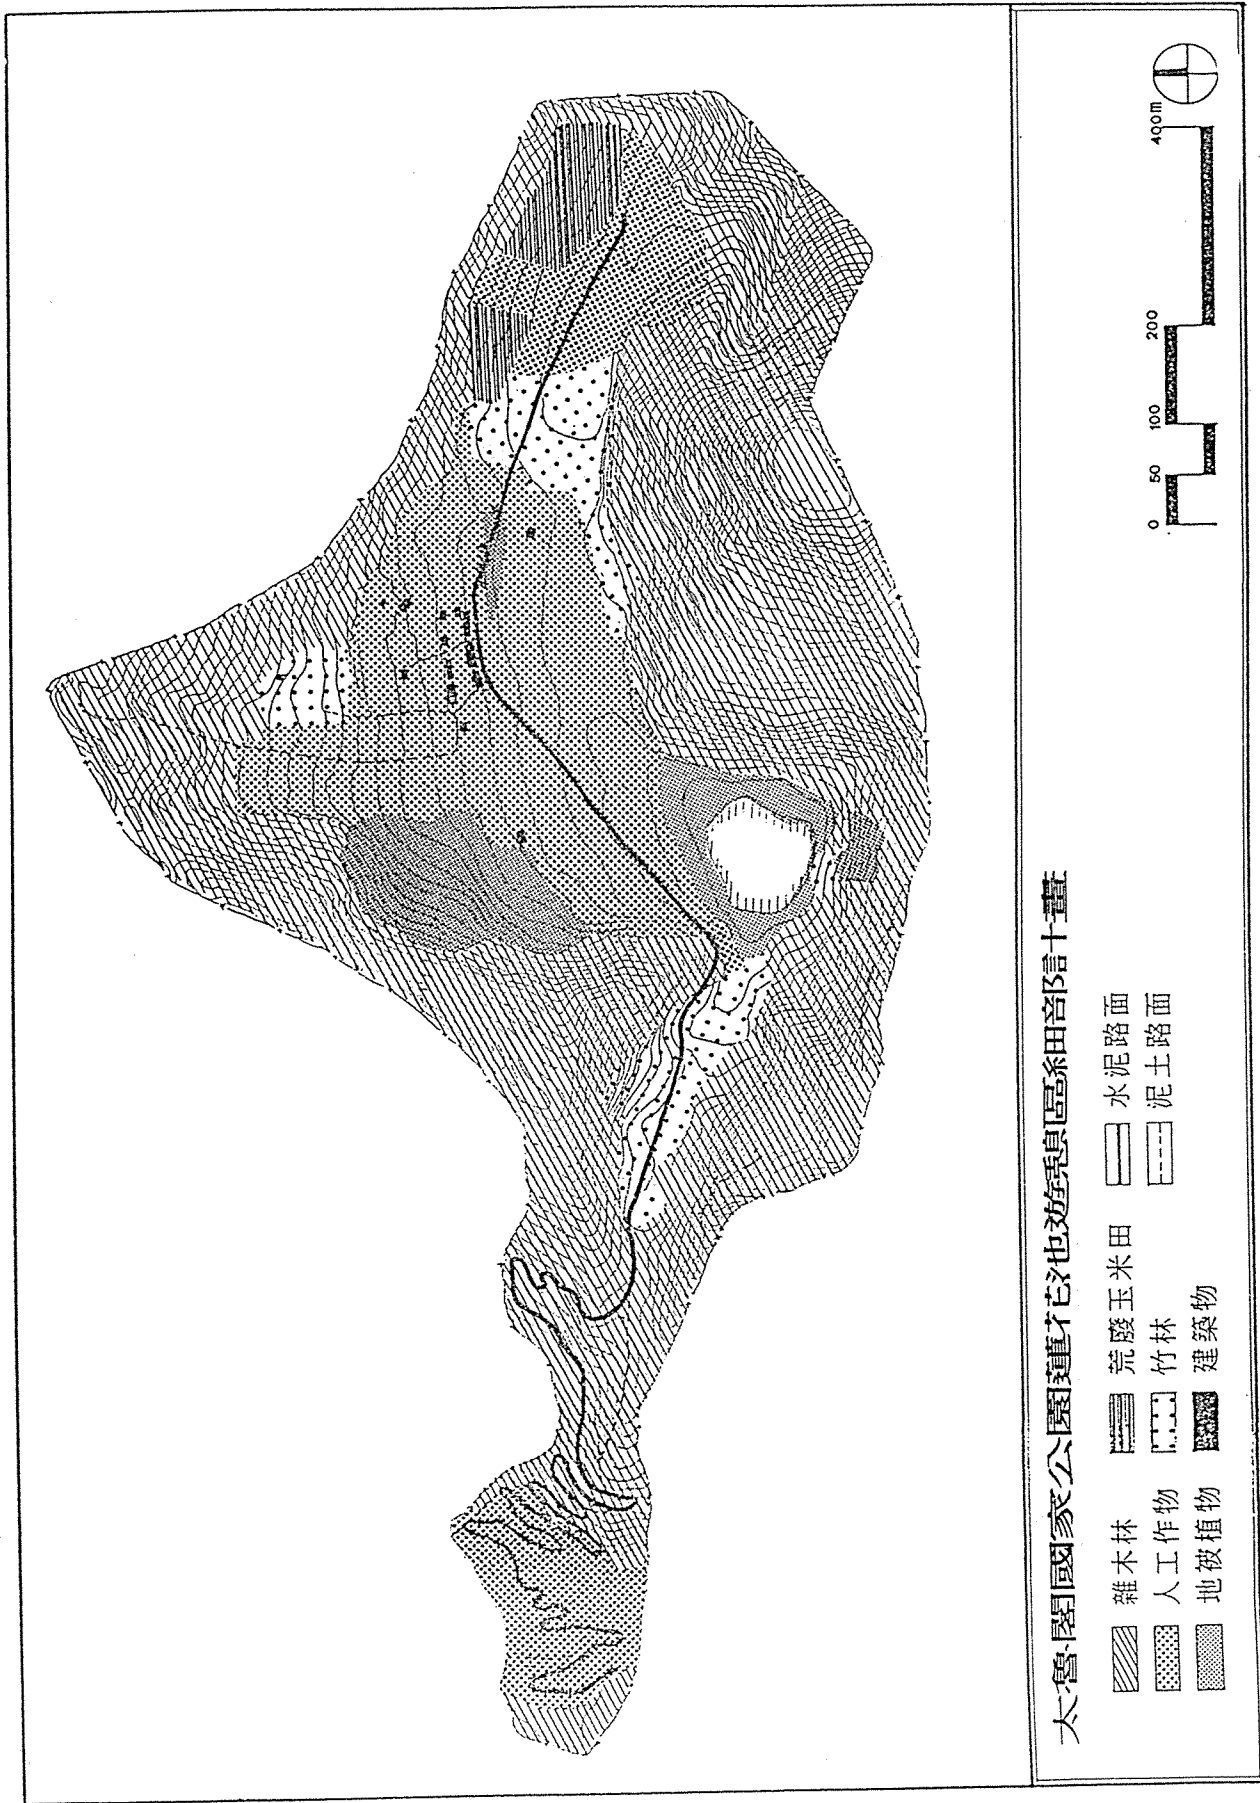 太魯閣國家公園蓮花池遊憩區細部計畫
雜木林
人工作物
地被植物
荒廢玉米田
竹林
建築物
水泥路面
泥土路面
0 50 100 200 400m